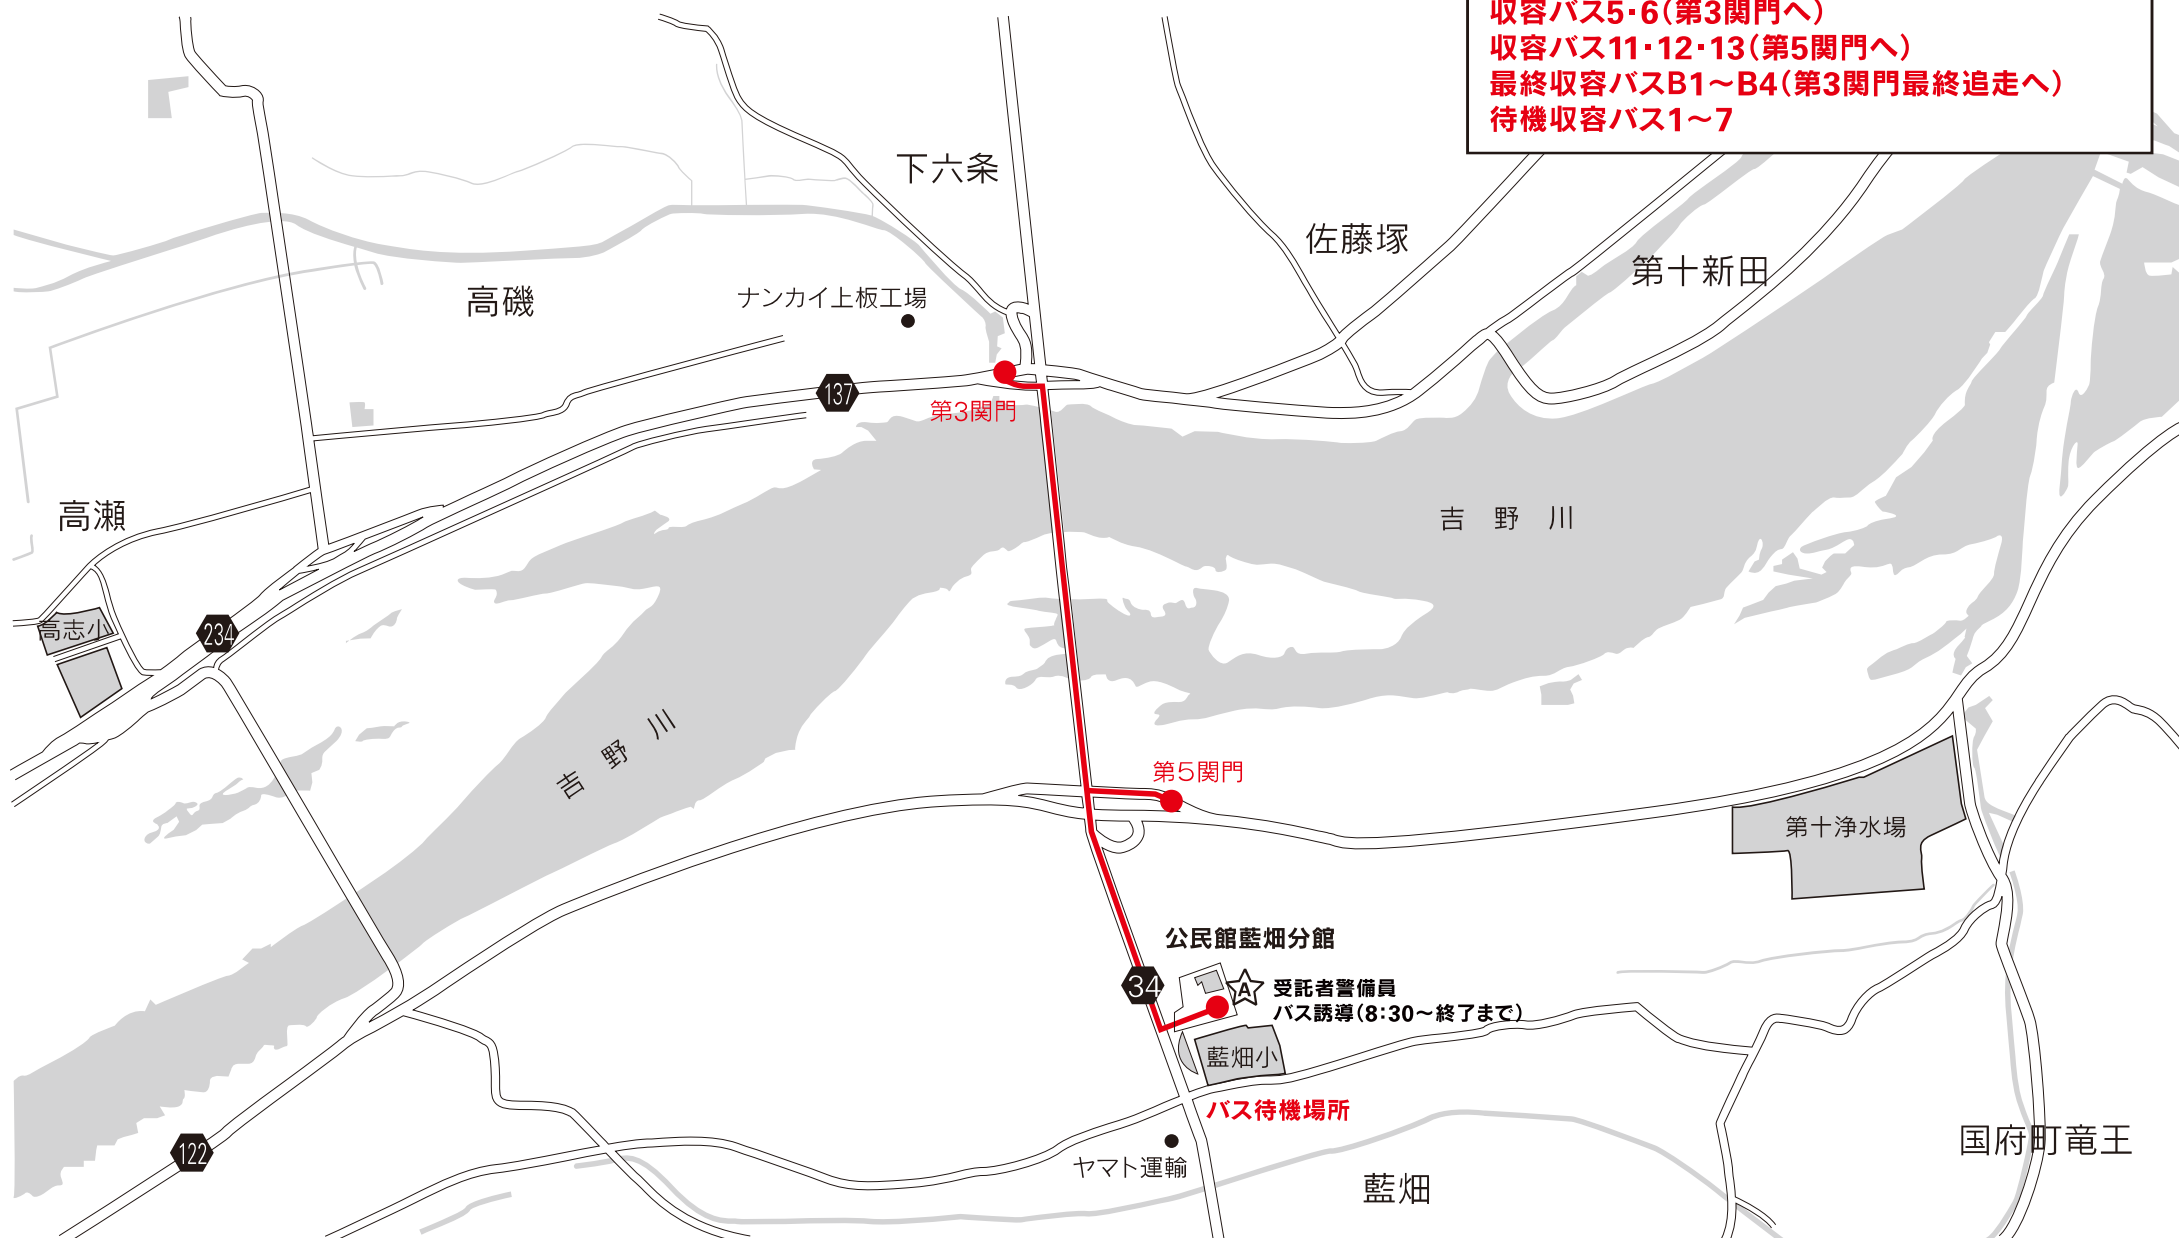 収容バス5・6(第3関門へ)
収容バス11・12・13(第5関門へ)
最終収容バスB1〜B4(第3関門最終追走へ)
待機収容バス1〜7
下六条
佐藤塚
第十新田
高磯
ナンカイ上板工場
137
第3関門
高瀬
吉野川
高志小
234
吉野川
第5関門
第十浄水場
公民館藍畑分館
34
A
受託者警備員
バス誘導(8:30〜終了まで)
藍畑小
バス待機場所
122
ヤマト運輸
国府町竜王
藍畑